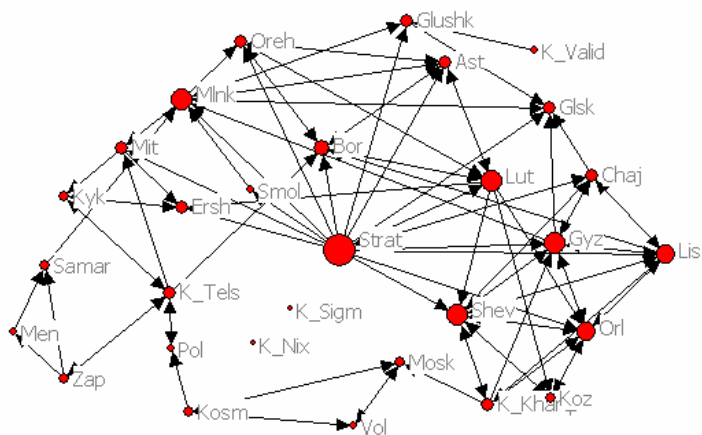 Glushk
Oreh
K_Valid
Ast
Mlnk
Glsk
Mit
Bor
Lut
Chaj
Smol
Kyk
Ersh
Strat
Gyz
Lis
Samar
K_Tels
K_Sigm
Shev
Orl
Men
K_Nix
Pol
Mosk
Zap
Koz
Kosm
Vol